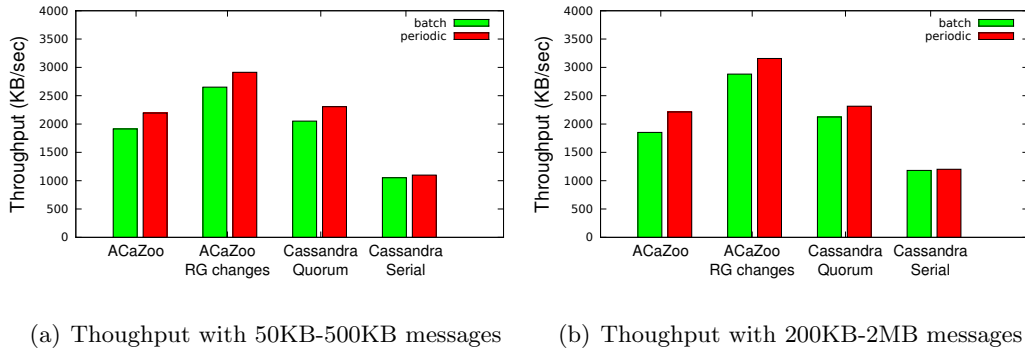 4000
3500
3000
2500
2000
1500
1000
500
0
Throughput (KB/sec)
batch
periodic
ACaZoo
ACaZoo
RG changes
Cassandra
Quorum
Cassandra
Serial
(a) Thoughput with 50KB-500KB messages
4000
3500
3000
2500
2000
1500
1000
500
0
Throughput (KB/sec)
batch
periodic
ACaZoo
ACaZoo
RG changes
Cassandra
Quorum
Cassandra
Serial
(b) Thoughput with 200KB-2MB messages